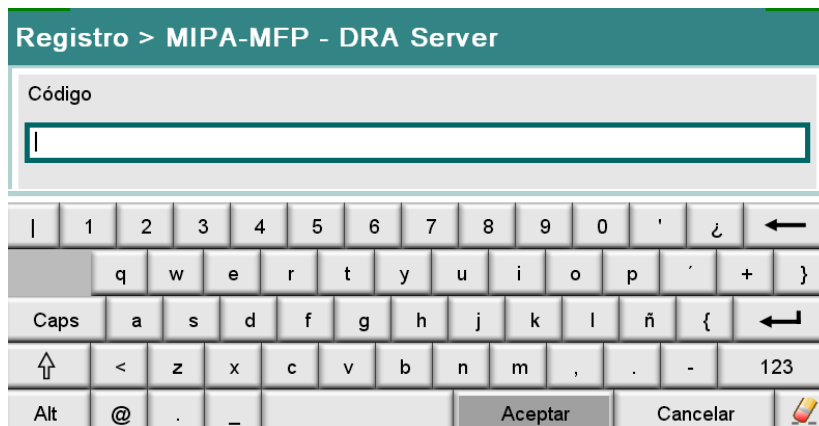 Registro > MIPA-MFP - DRA Server
Código
| 1 2 3 4 5 6 7 8 9 0 ' ¿
q w e r t y u i o p ´ + }
Caps a s d f g h j k l ñ {
< z x c v b n m , . - 123
Alt @ . _ Aceptar Cancelar